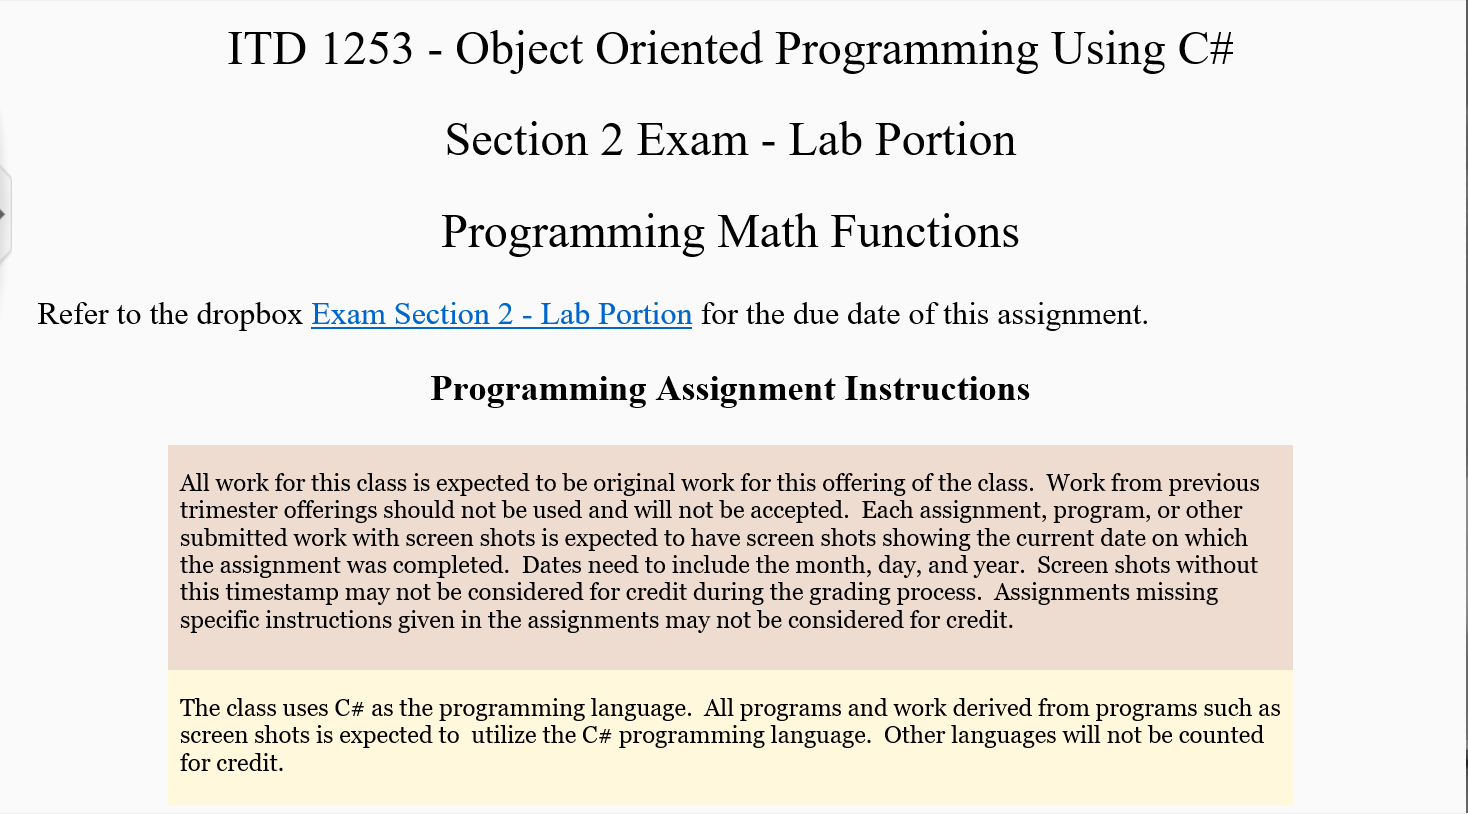 ITD 1253 - Object Oriented Programming Using C#
Section 2 Exam - Lab Portion
Programming Math Functions
Refer to the dropbox Exam Section 2 - Lab Portion for the due date of this assignment.
Programming Assignment Instructions
All work for this class is expected to be original work for this offering of the class.  Work from previous
trimester offerings should not be used and will not be accepted.  Each assignment, program, or other
submitted work with screen shots is expected to have screen shots showing the current date on which
the assignment was completed.  Dates need to include the month, day, and year.  Screen shots without
this timestamp may not be considered for credit during the grading process.  Assignments missing
specific instructions given in the assignments may not be considered for credit.
The class uses C# as the programming language.  All programs and work derived from programs such as
screen shots is expected to  utilize the C# programming language.  Other languages will not be counted
for credit.